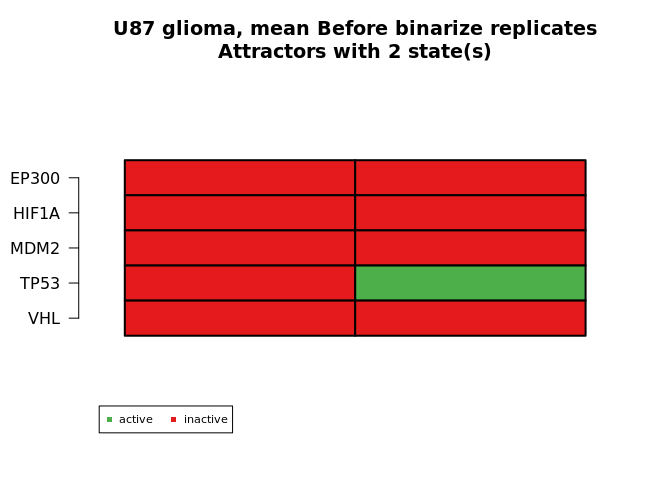 U87 glioma, mean Before binarize replicates
Attractors with 2 state(s)
EP300
HIF1A
MDM2
TP53
VHL
active inactive